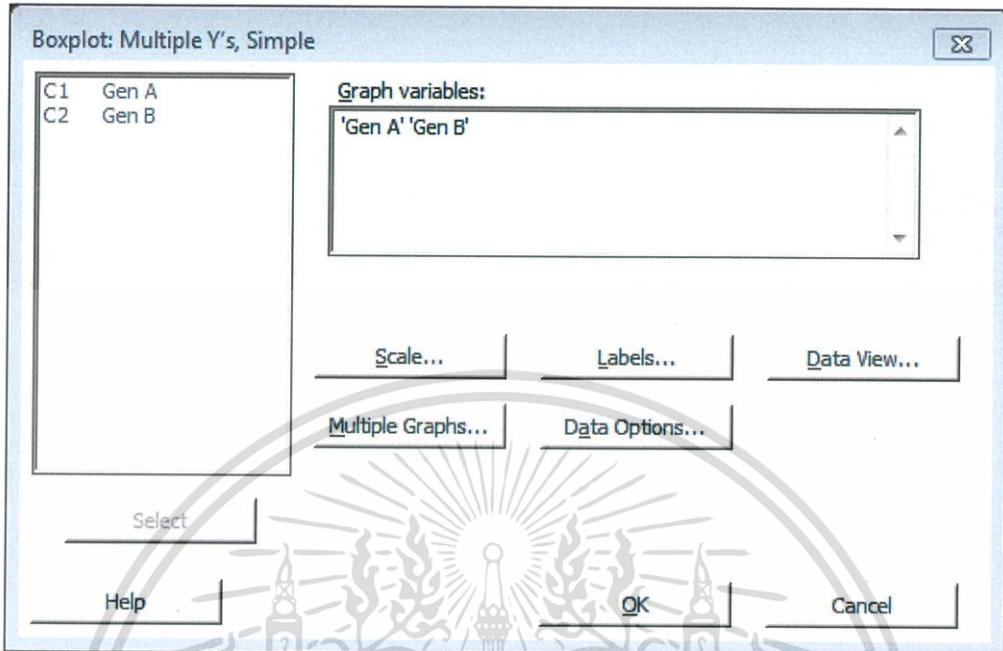 Boxplot: Multiple Y's, Simple
C1 Gen A
C2 Gen B
Graph variables:
'Gen A' 'Gen B'
Scale...
Labels...
Data View...
Multiple Graphs...
Data Options...
Select
Help
OK
Cancel